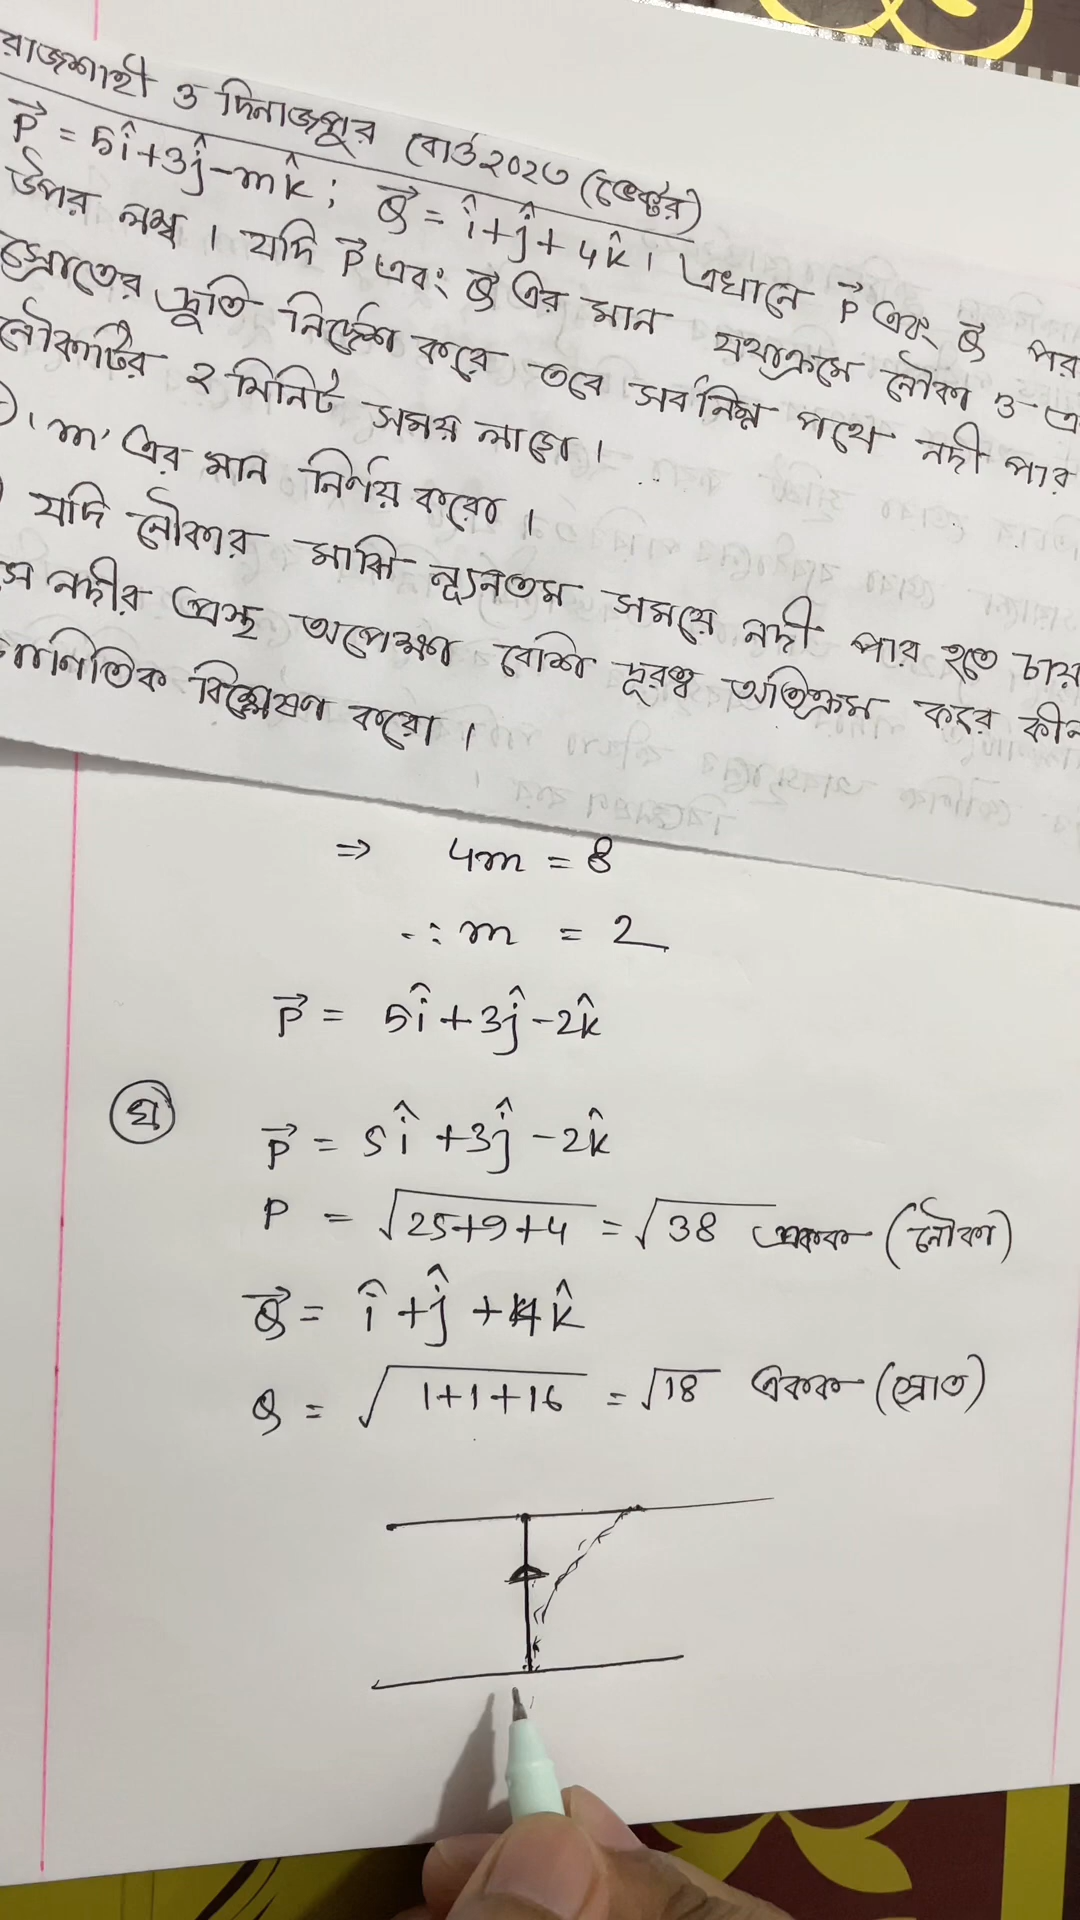 রাজশাহী ও দিনাজপুর বোর্ড ২০২৩ (ভেক্টর)
P⃗ = 5î+3ĵ-mk̂; Q⃗ = î+ĵ+4k̂। এখানে P⃗ এবং Q⃗ পর
উপর লম্ব। যদি P⃗ এবং Q⃗ এর মান যথাক্রমে নৌকা ও
স্রোতের দ্রুতি নির্দেশ করে তবে সর্বনিম্ন পথে নদী পার
নৌকাটির ২ মিনিট সময় লাগে।
'm' এর মান নির্ণয় করো।
যদি নৌকার মাঝি ন্যূনতম সময়ে নদী পার হতে চায়
নদীর প্রস্থ অপেক্ষা বেশি দূরত্ব অতিক্রম করবে কীনা
গাণিতিক বিশ্লেষণ করো।
⇒ 4m = 8
∴ m = 2
P⃗ = 5î+3ĵ-2k̂
ঘ
P⃗ = 5î+3ĵ-2k̂
P = √25+9+4 = √38 একক (নৌকা)
Q⃗ = î+ĵ+4k̂
Q = √1+1+16 = √18 একক (স্রোত)